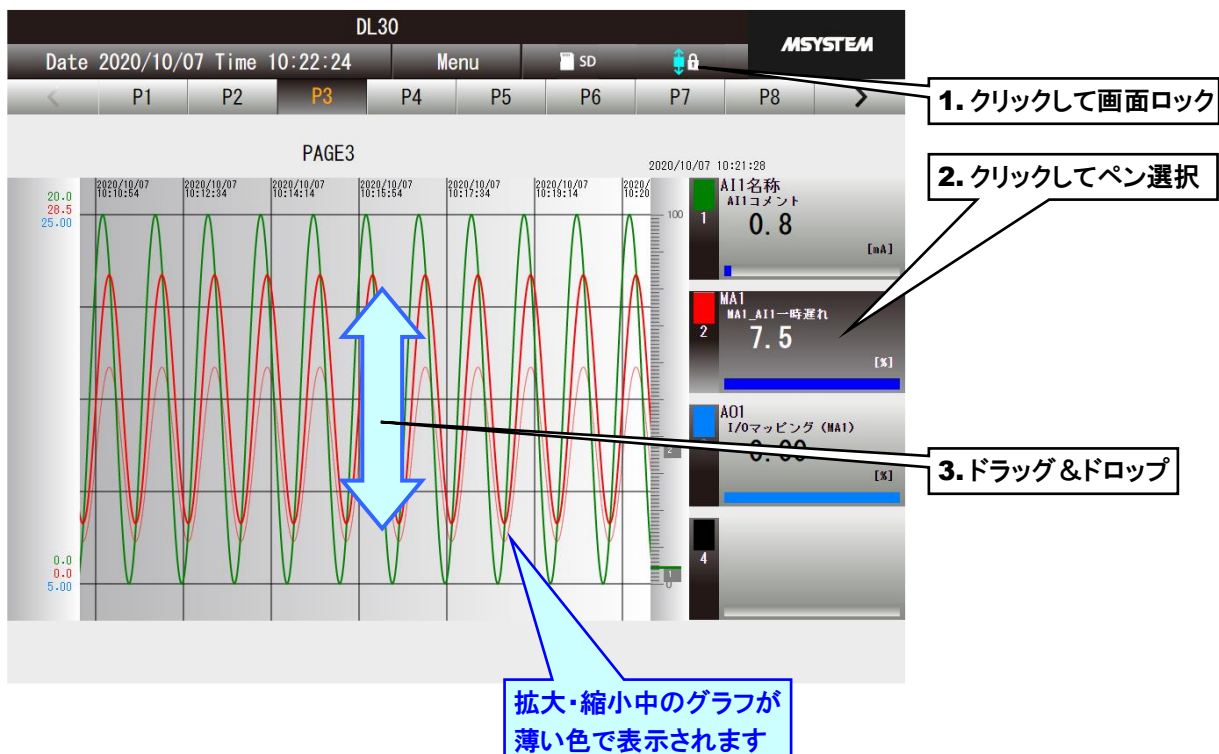 DL30
MSYSTEM
Date 2020/10/07 Time 10:22:24 Menu SD
< P1 P2 P3 P4 P5 P6 P7 P8 >
1. クリックして画面ロック
PAGE3
2020/10/07 10:21:28
2. クリックしてペン選択
2020/10/07 2020/10/07 2020/10/07 2020/10/07 2020/10/07 2020/10/07 2020/
10:10:54 10:12:34 10:14:14 10:15:54 10:17:34 10:19:14 10:20
20.0
28.5
25.00
100
1
AI1名称
AI1コメント
0.8
[mA]
2
MA1
MA1_AI1一時遅れ
7.5
[%]
AO1
I/Oマッピング (MA1)
[%]
2
3.ドラッグ&ドロップ
4
0.0
0.0
5.00
1
0
拡大・縮小中のグラフが
薄い色で表示されます